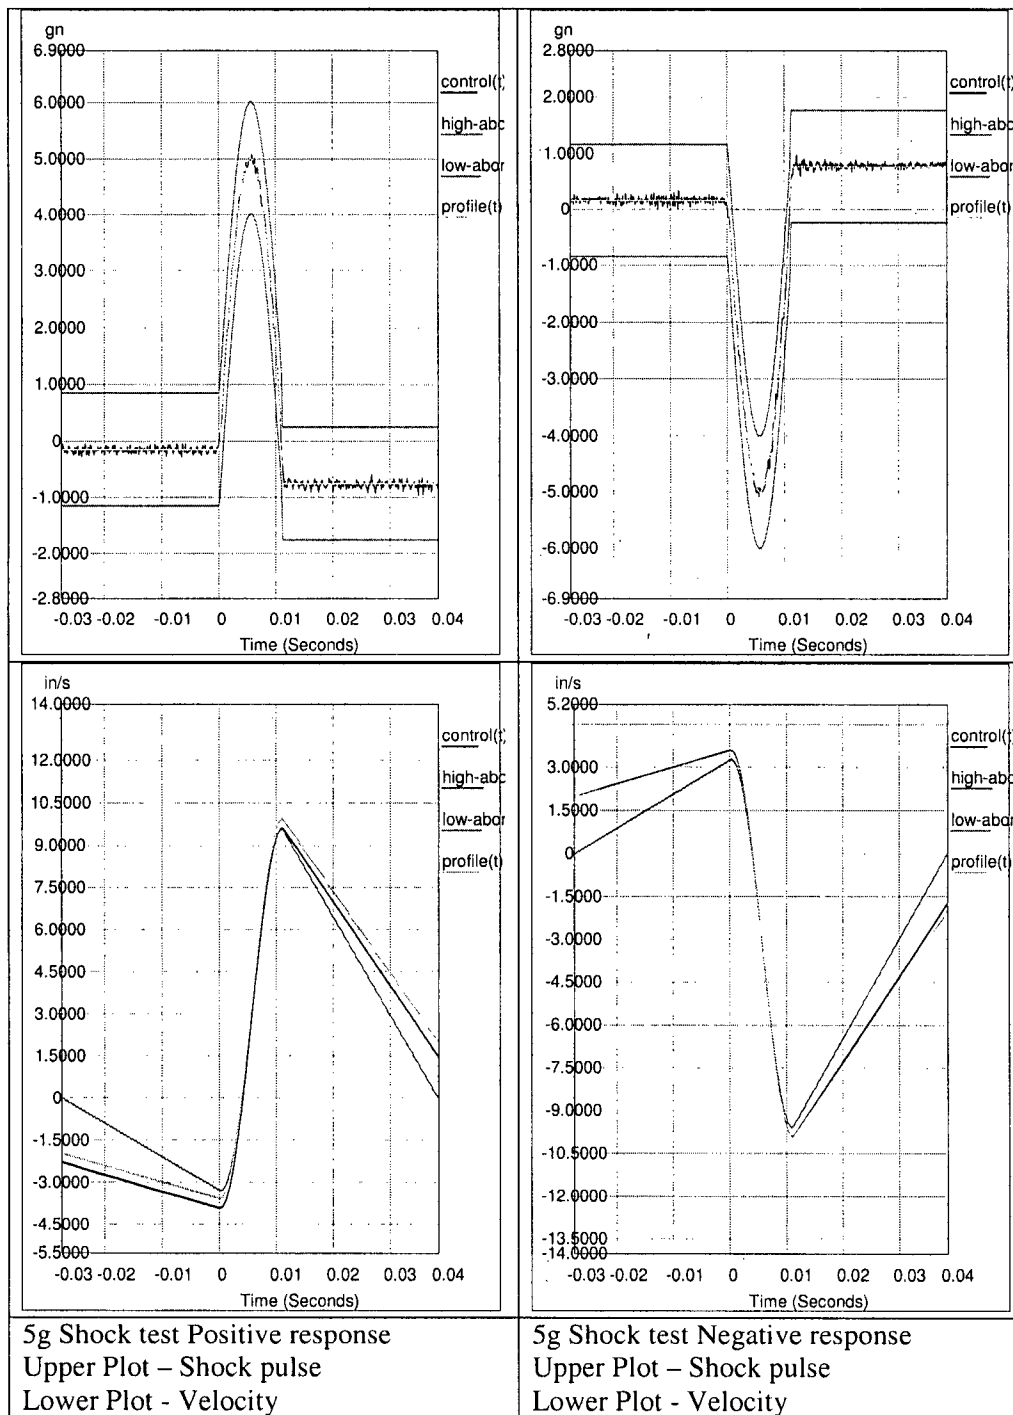 gn
6.9000
6.0000
5.0000
4.0000
3.0000
2.0000
1.0000
0
-1.0000
-2.0000
-2.8000
-0.03 -0.02 -0.01 0 0.01 0.02 0.03 0.04
Time (Seconds)
control(t)
high-abo
low-abor
profile(t)
gn
2.8000
2.0000
1.0000
0
-1.0000
-2.0000
-3.0000
-4.0000
-5.0000
-6.0000
-6.9000
-0.03 -0.02 -0.01 0 0.01 0.02 0.03 0.04
Time (Seconds)
control(t)
high-abo
low-abor
profile(t)
in/s
14.0000
12.0000
10.5000
9.0000
7.5000
6.0000
4.5000
3.0000
1.5000
0
-1.5000
-3.0000
-4.5000
-5.5000
-0.03 -0.02 -0.01 0 0.01 0.02 0.03 0.04
Time (Seconds)
control(t)
high-abo
low-abor
profile(t)
in/s
5.2000
3.0000
1.5000
0
-1.5000
-3.0000
-4.5000
-6.0000
-7.5000
-9.0000
-10.5000
-12.0000
-13.5000
-14.0000
-0.03 -0.02 -0.01 0 0.01 0.02 0.03 0.04
Time (Seconds)
control(t)
high-abo
low-abor
profile(t)
5g Shock test Positive response
Upper Plot – Shock pulse
Lower Plot - Velocity
5g Shock test Negative response
Upper Plot – Shock pulse
Lower Plot - Velocity